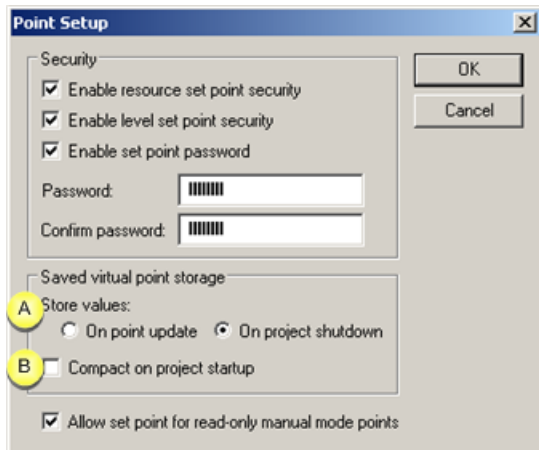 Point Setup
Security
Enable resource set point security
Enable level set point security
Enable set point password
Password:
Confirm password:
OK
Cancel
Saved virtual point storage
A
Store values:
On point update On project shutdown
B
Compact on project startup
Allow set point for read-only manual mode points